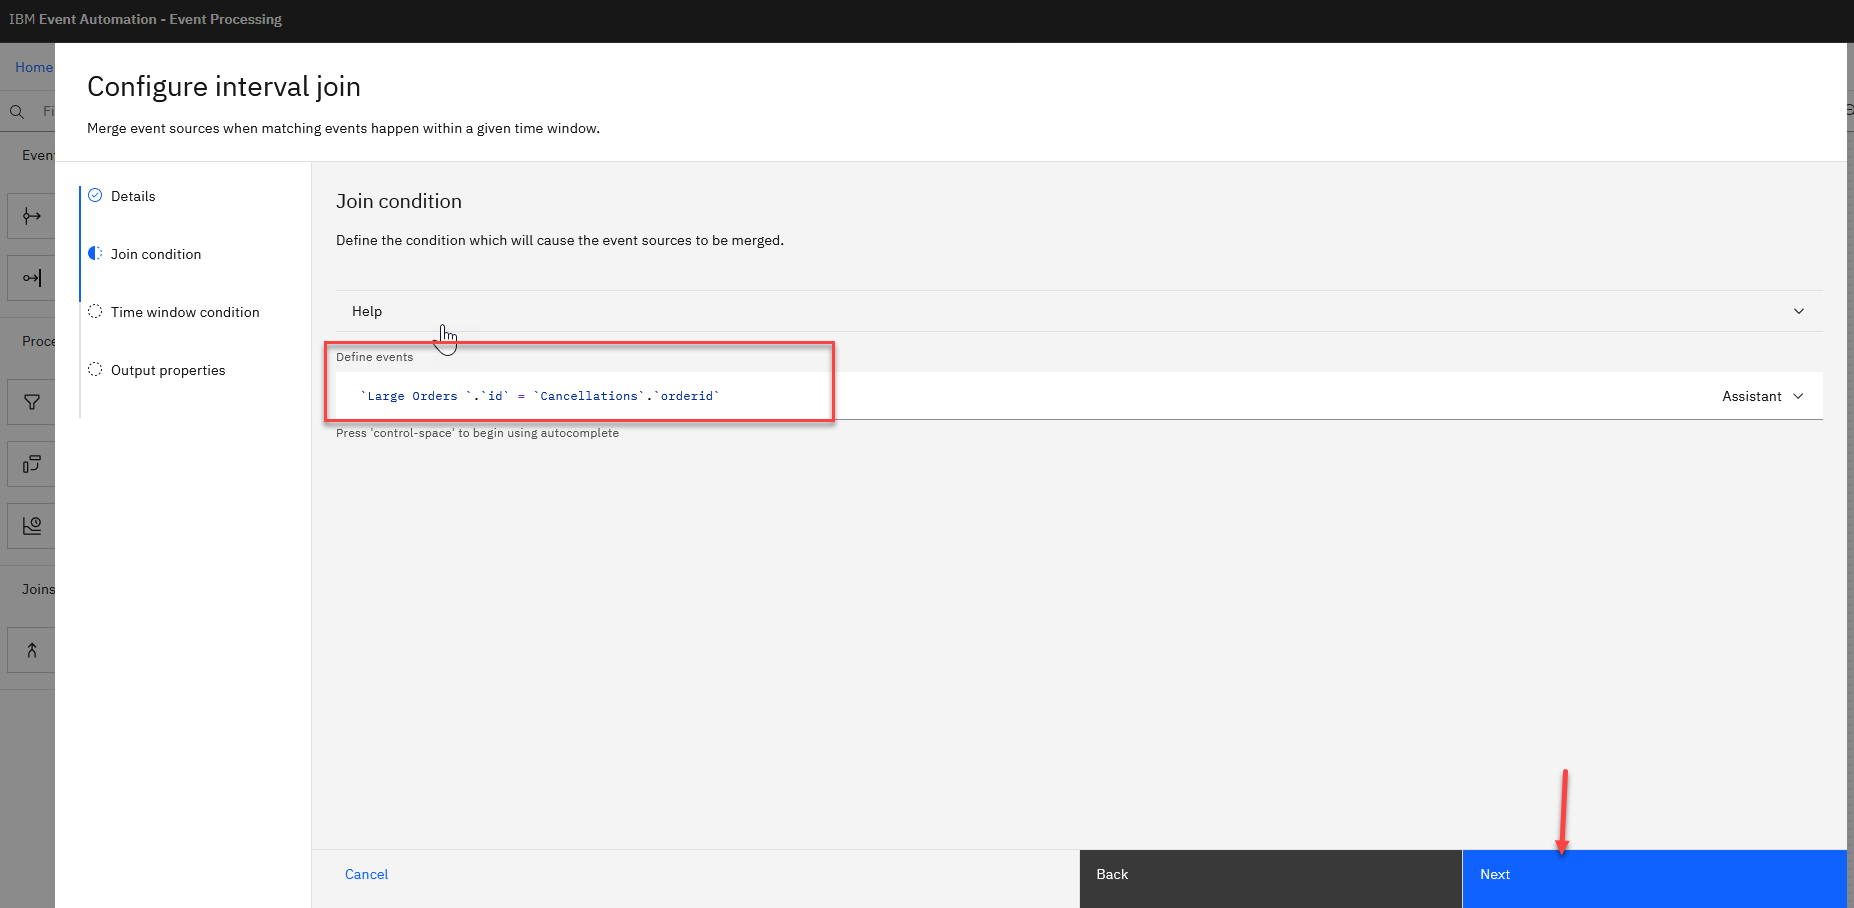 IBM Event Automation - Event Processing
Home
Configure interval join
Merge event sources when matching events happen within a given time window.
Details
Join condition
Time window condition
Output properties
Joins
Join condition
Define the condition which will cause the event sources to be merged.
Help
Define events
`Large Orders `.`id` = `Cancellations`.`orderid`
Assistant
Press 'control-space' to begin using autocomplete
Cancel
Back
Next